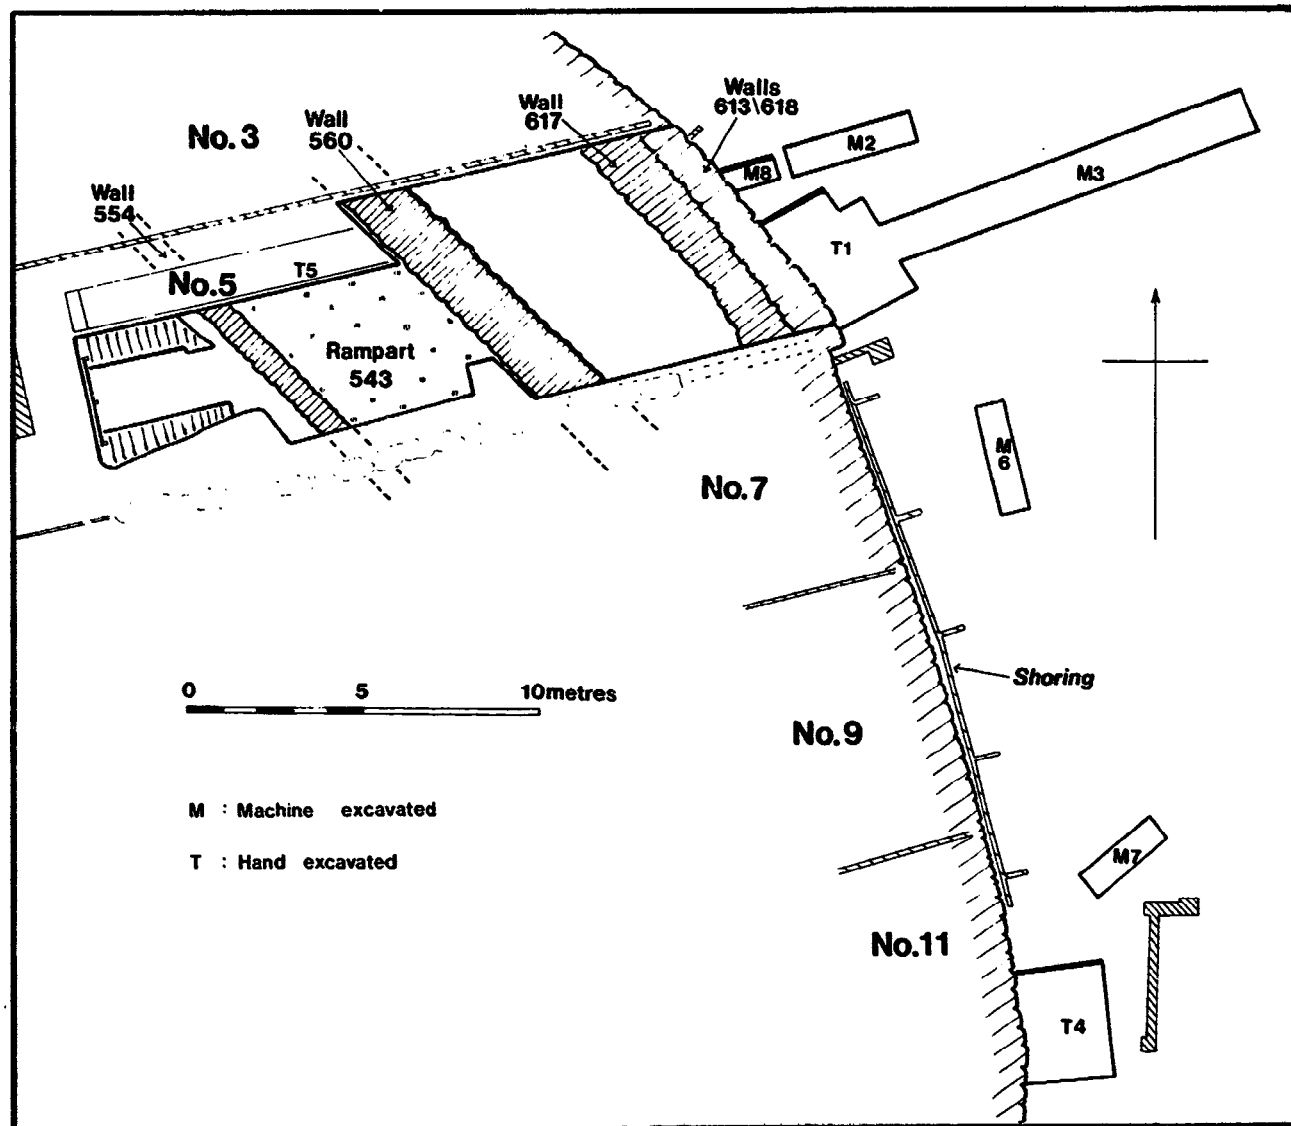 Walls
613\618
Wall
617
Wall
560
No.3
M2
M8
M3
Wall
554
T1
T5
No.5
Rampart
543
M
6
No.7
Shoring
0 5 10metres
No.9
M : Machine excavated
T : Hand excavated
M7
No.11
T4